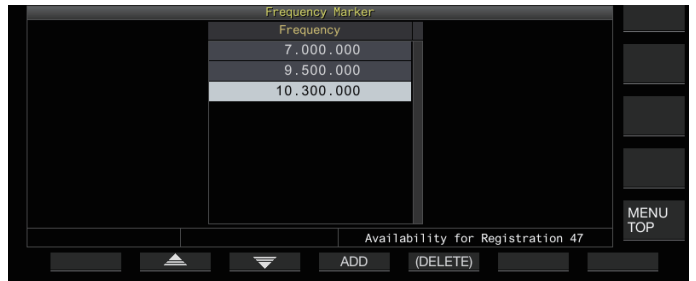 Frequency Marker
Frequency
7.000.000
9.500.000
10.300.000
MENU
TOP
Availability for Registration 47
ADD
(DELETE)